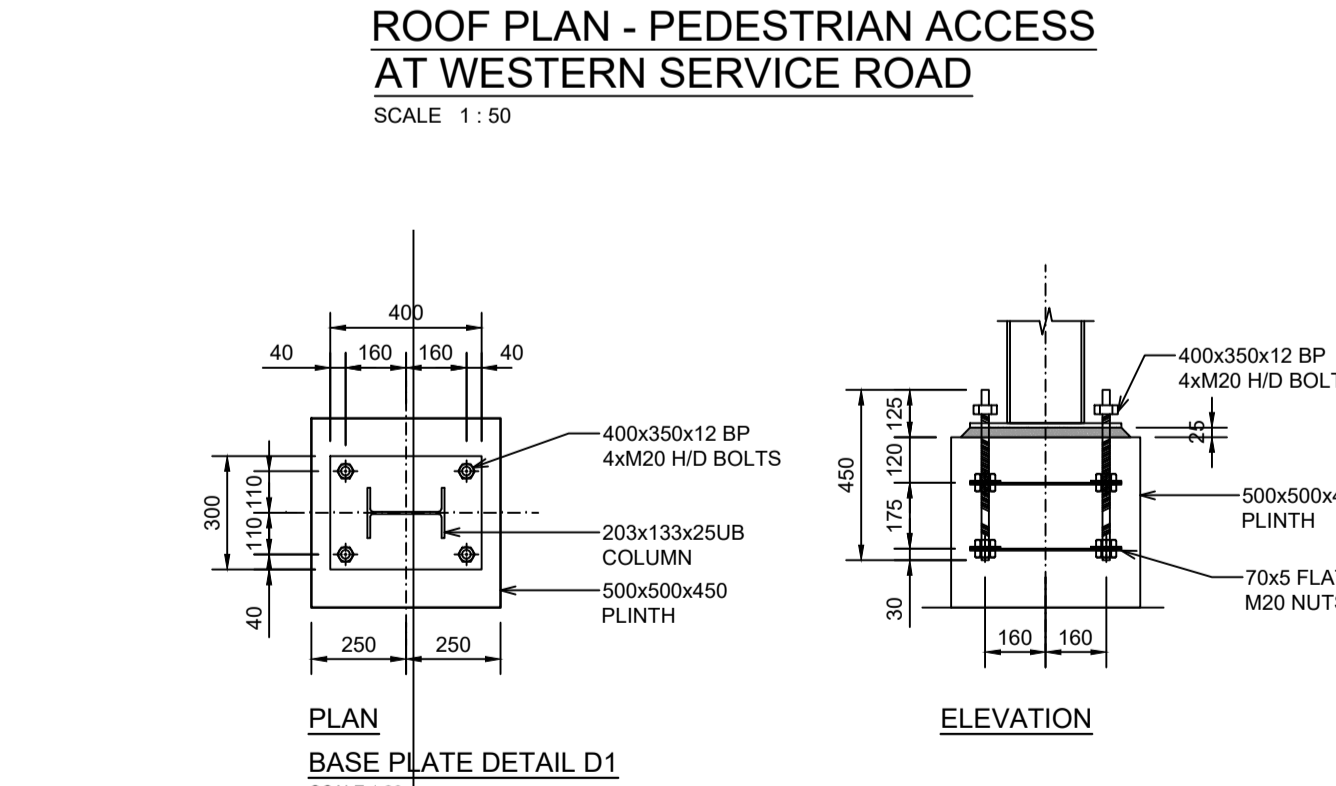 ROOF PLAN - PEDESTRIAN ACCESS
AT WESTERN SERVICE ROAD
SCALE 1 : 50
400
40 160 160 40
400x350x12 BP
4xM20 H/D BOLTS
300
110
110
40
203x133x25UB
COLUMN
500x500x450
PLINTH
250 250
PLAN
BASE PLATE DETAIL D1
400x350x12 BP
4xM20 H/D BOLT
25
450
125
120
175
30
500x500x4
PLINTH
70x5 FLA
M20 NUTS
160 160
ELEVATION